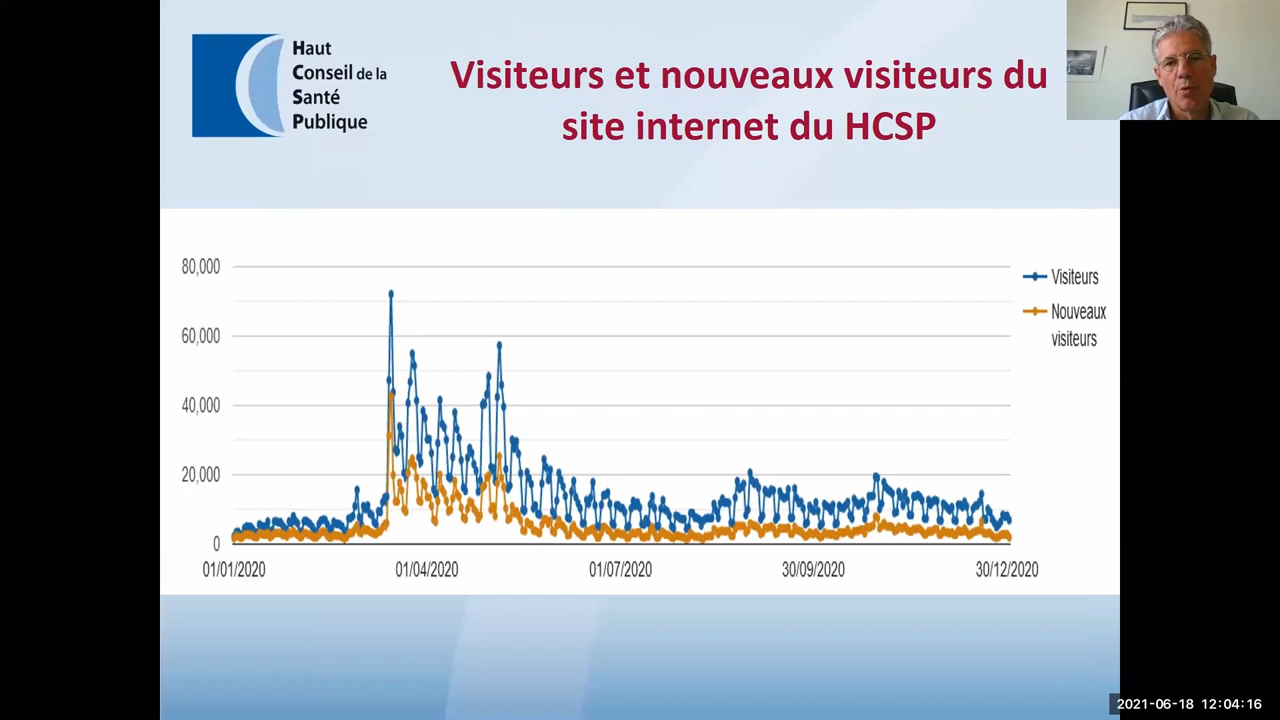 Haut
Conseil de la
Santé
Publique
Visiteurs et nouveaux visiteurs du
site internet du HCSP
80,000
60,000
40,000
20,000
0
01/01/2020
01/04/2020
01/07/2020
30/09/2020
30/12/2020
Visiteurs
Nouveaux
visiteurs
2021-06-18 12:04:16